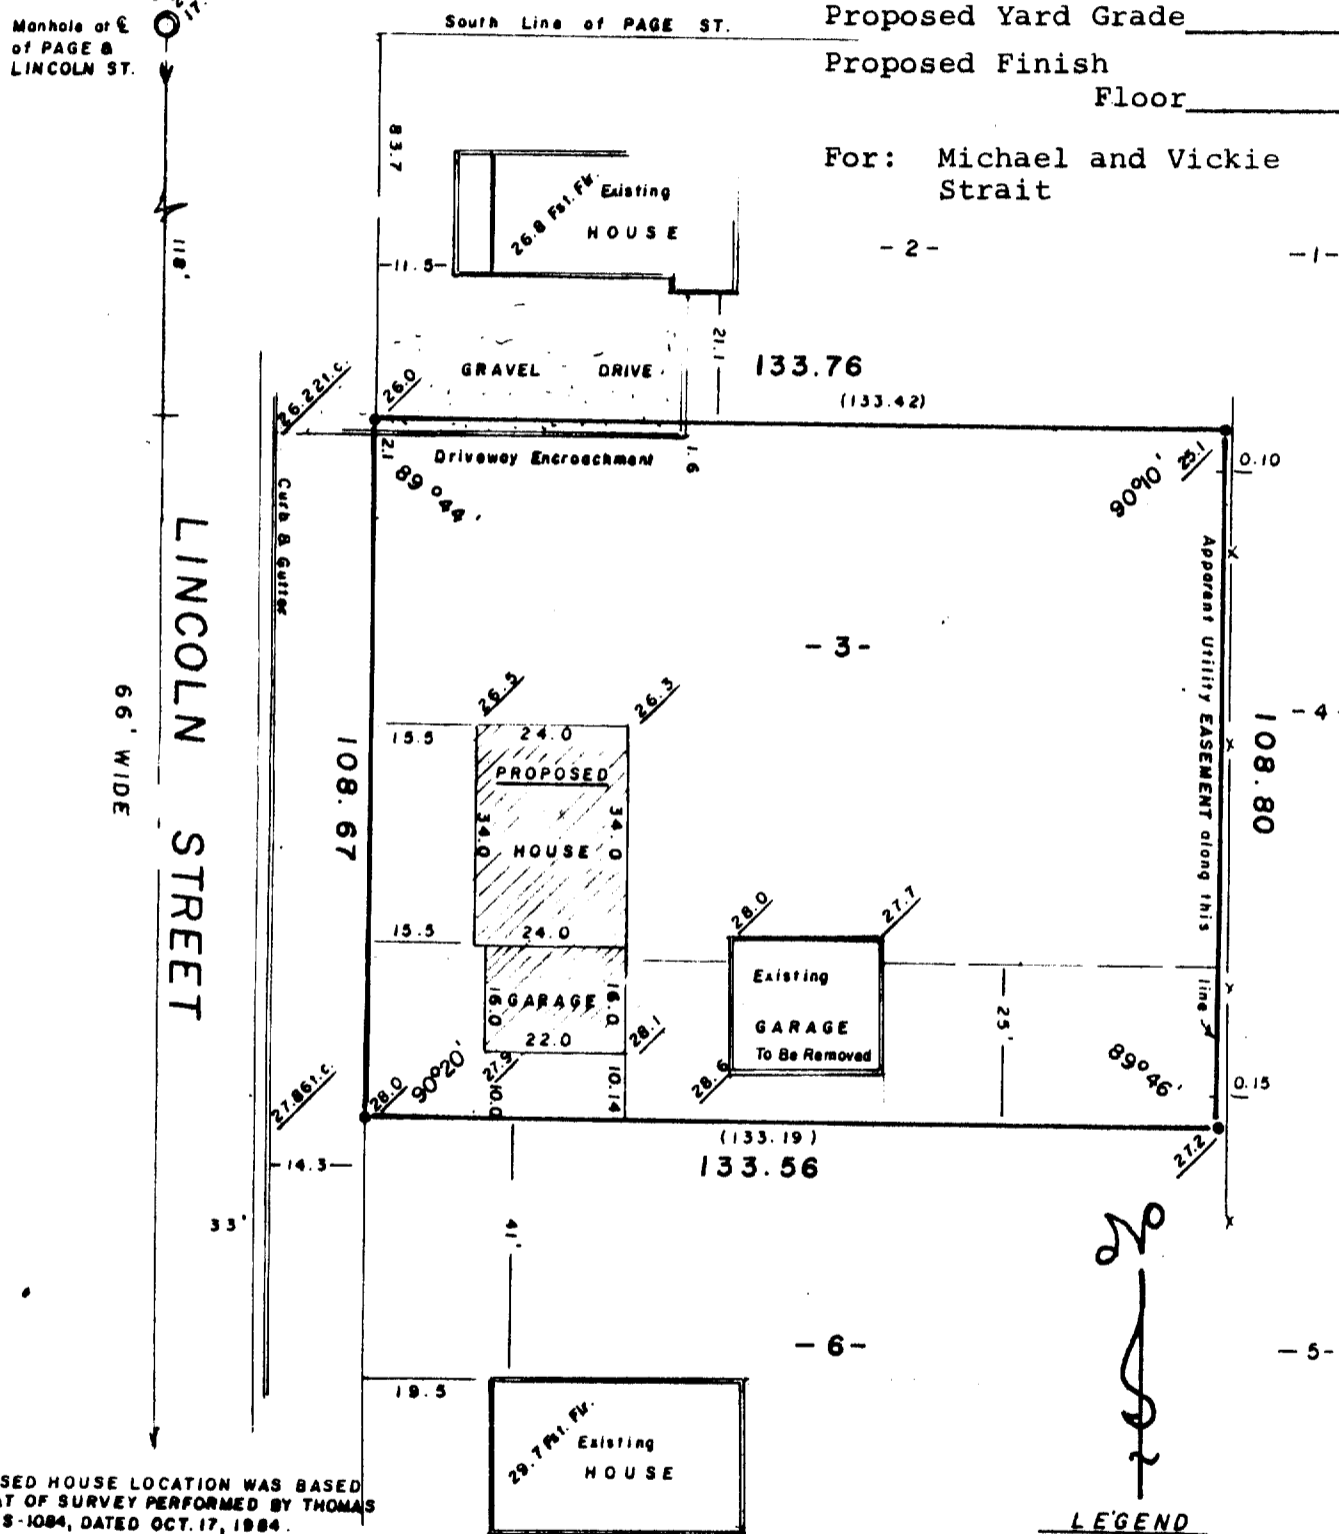 Manhole at ℄
of PAGE &
LINCOLN ST.
17.
South Line of PAGE ST.
Proposed Yard Grade
Proposed Finish
Floor
For: Michael and Vickie
Strait
83.7
118'
26.8 Fst. Flr.
Existing
HOUSE
-11.5-
- 2 -
- 1 -
21.1
GRAVEL DRIVE
133.76
(133.42)
26.22 t.c.
26.0
2.1
Driveway Encroachment
1.6
89°44'
90°10'
25.1
0.10
Curb & Gutter
LINCOLN STREET
66' WIDE
Apparent Utility EASEMENT along this
line
- 3 -
- 4
108.67
108.80
26.5
26.3
15.5
24.0
PROPOSED
34.0
HOUSE
34.0
15.5
24.0
16.0
GARAGE
16.0
22.0
28.0
27.7
Existing
GARAGE
To Be Removed
28.6
25'
27.86 t.c.
28.0
90°20'
27.9
28.1
10.0
10.14
89°46'
0.15
(133.19)
133.56
27.2
-14.3-
33'
41'
- 6 -
- 5 -
19.5
29.7 Fst. Flr.
Existing
HOUSE
SED HOUSE LOCATION WAS BASED
AT OF SURVEY PERFORMED BY THOMAS
S-1084, DATED OCT. 17, 1984.
LEGEND